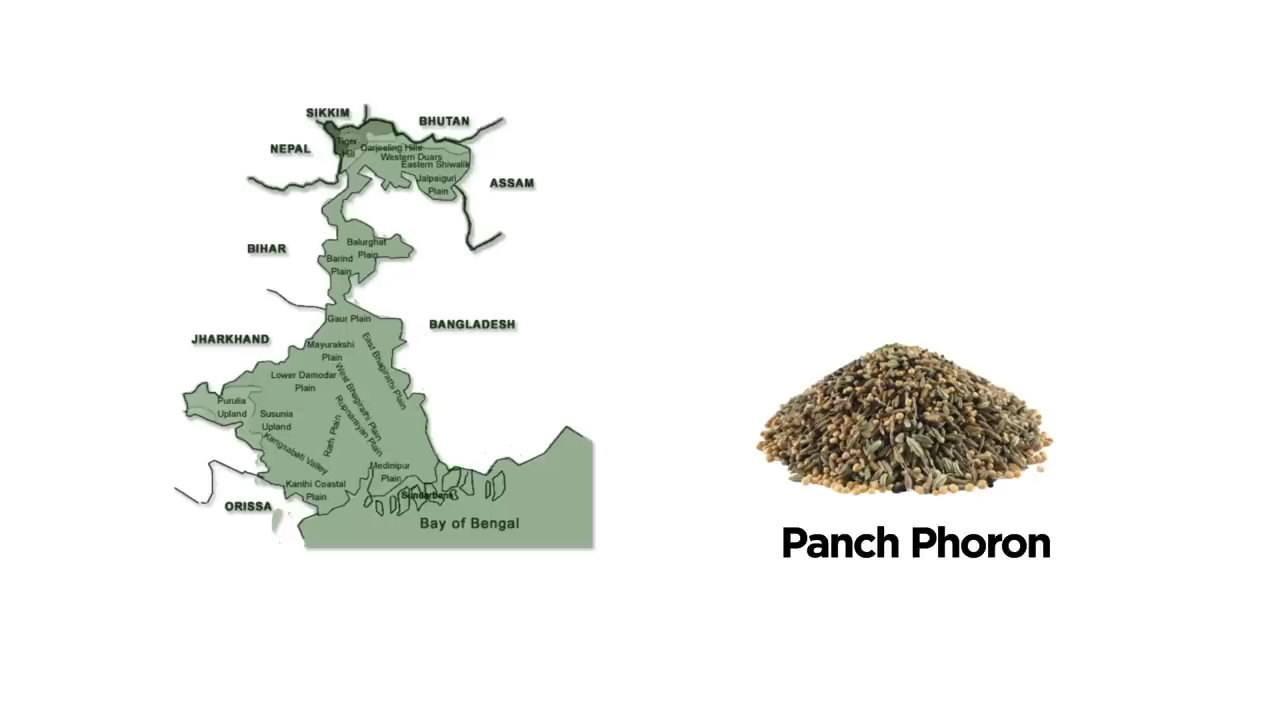 SIKKIM
BHUTAN
NEPAL
Tiger
Hill
Darjeeling Hills
Western Duars
Eastern Shiwalik
Jalpaiguri
Plain
ASSAM
BIHAR
Balurghat
Plain
Barind
Plain
Gaur Plain
BANGLADESH
JHARKHAND
Mayurakshi
Plain
East Bhagirathi Plain
Lower Damodar
Plain
West Bhagirathi Plain
Purulia
Upland
Susunia
Upland
Rupnarayan Plain
Rarh Plain
Kangsabati Valley
Medinipur
Plain
Kanthi Coastal
Plain
Sundarbans
ORISSA
Bay of Bengal
Panch Phoron